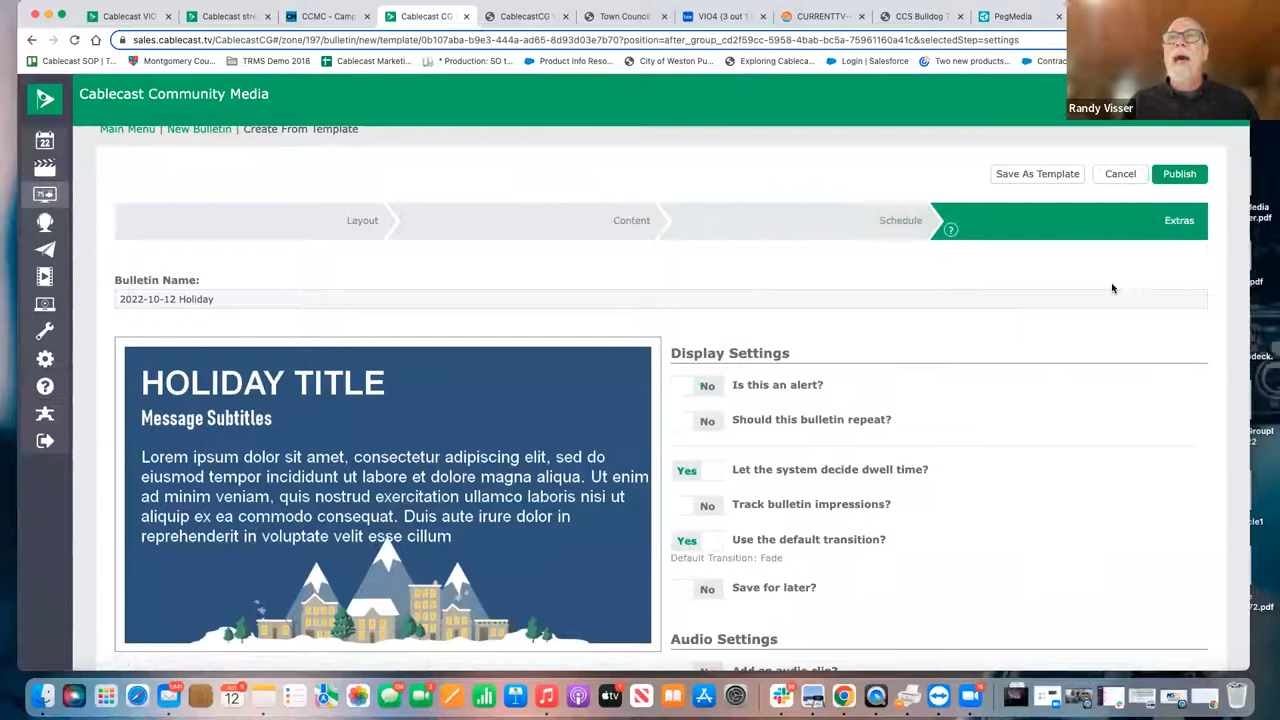 Cablecast VIO
Cablecast stre
CCMC - Camp
Cablecast CG
CablecastCG V
Town Council
VIO4 (3 out 1
CURRENTTV--
CCS Bulldog T
PegMedia
sales.cablecast.tv/CablecastCG#/zone/197/bulletin/new/template/0b107aba-b9e3-444a-ad65-8d93d03e7b70?position=after_group_cd2f59cc-5958-4bab-bc5a-75961160a41c&selectedStep=settings
Cablecast SOP | T...
Montgomery Cou...
TRMS Demo 2018
Cablecast Marketi...
* Production: SO t...
Product Info Reso...
City of Weston Pu...
Exploring Cableca...
Login | Salesforce
Two new products...
Contrac
Randy Visser
Cablecast Community Media
Main Menu | New Bulletin | Create From Template
Save As Template
Cancel
Publish
Layout
Content
Schedule
?
Extras
Bulletin Name:
2022-10-12 Holiday
HOLIDAY TITLE
Message Subtitles
Lorem ipsum dolor sit amet, consectetur adipiscing elit, sed do
eiusmod tempor incididunt ut labore et dolore magna aliqua. Ut enim
ad minim veniam, quis nostrud exercitation ullamco laboris nisi ut
aliquip ex ea commodo consequat. Duis aute irure dolor in
reprehenderit in voluptate velit esse cillum
Display Settings
No Is this an alert?
No Should this bulletin repeat?
Yes Let the system decide dwell time?
No Track bulletin impressions?
Yes Use the default transition?
Default Transition: Fade
No Save for later?
Audio Settings
Add an audio clip?
22
75
12